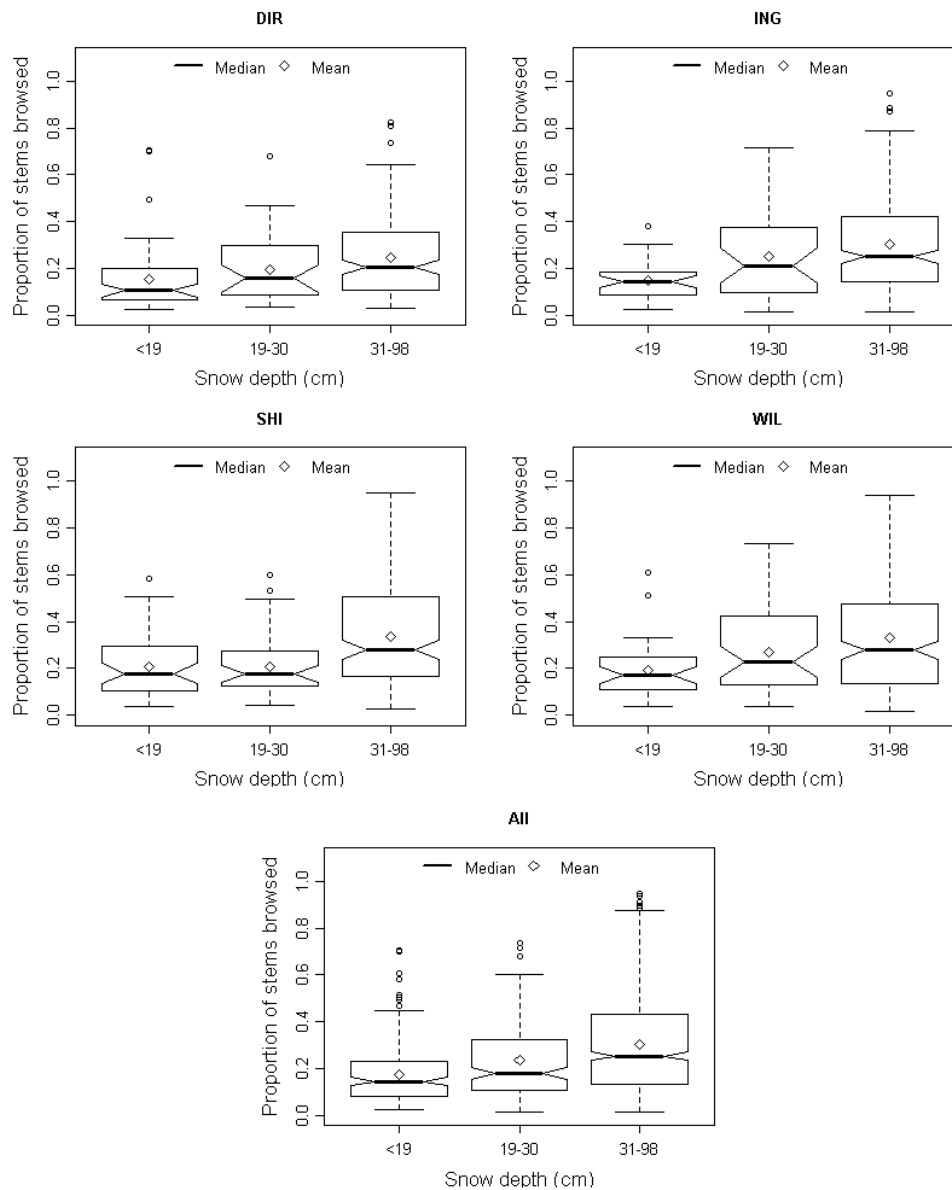 DIR
Median Mean
Proportion of stems browsed
0.0 0.2 0.4 0.6 0.8 1.0
<19 19-30 31-98
Snow depth (cm)
ING
Median Mean
Proportion of stems browsed
0.0 0.2 0.4 0.6 0.8 1.0
<19 19-30 31-98
Snow depth (cm)
SHI
Median Mean
Proportion of stems browsed
0.0 0.2 0.4 0.6 0.8 1.0
<19 19-30 31-98
Snow depth (cm)
WIL
Median Mean
Proportion of stems browsed
0.0 0.2 0.4 0.6 0.8 1.0
<19 19-30 31-98
Snow depth (cm)
All
Median Mean
Proportion of stems browsed
0.0 0.2 0.4 0.6 0.8 1.0
<19 19-30 31-98
Snow depth (cm)